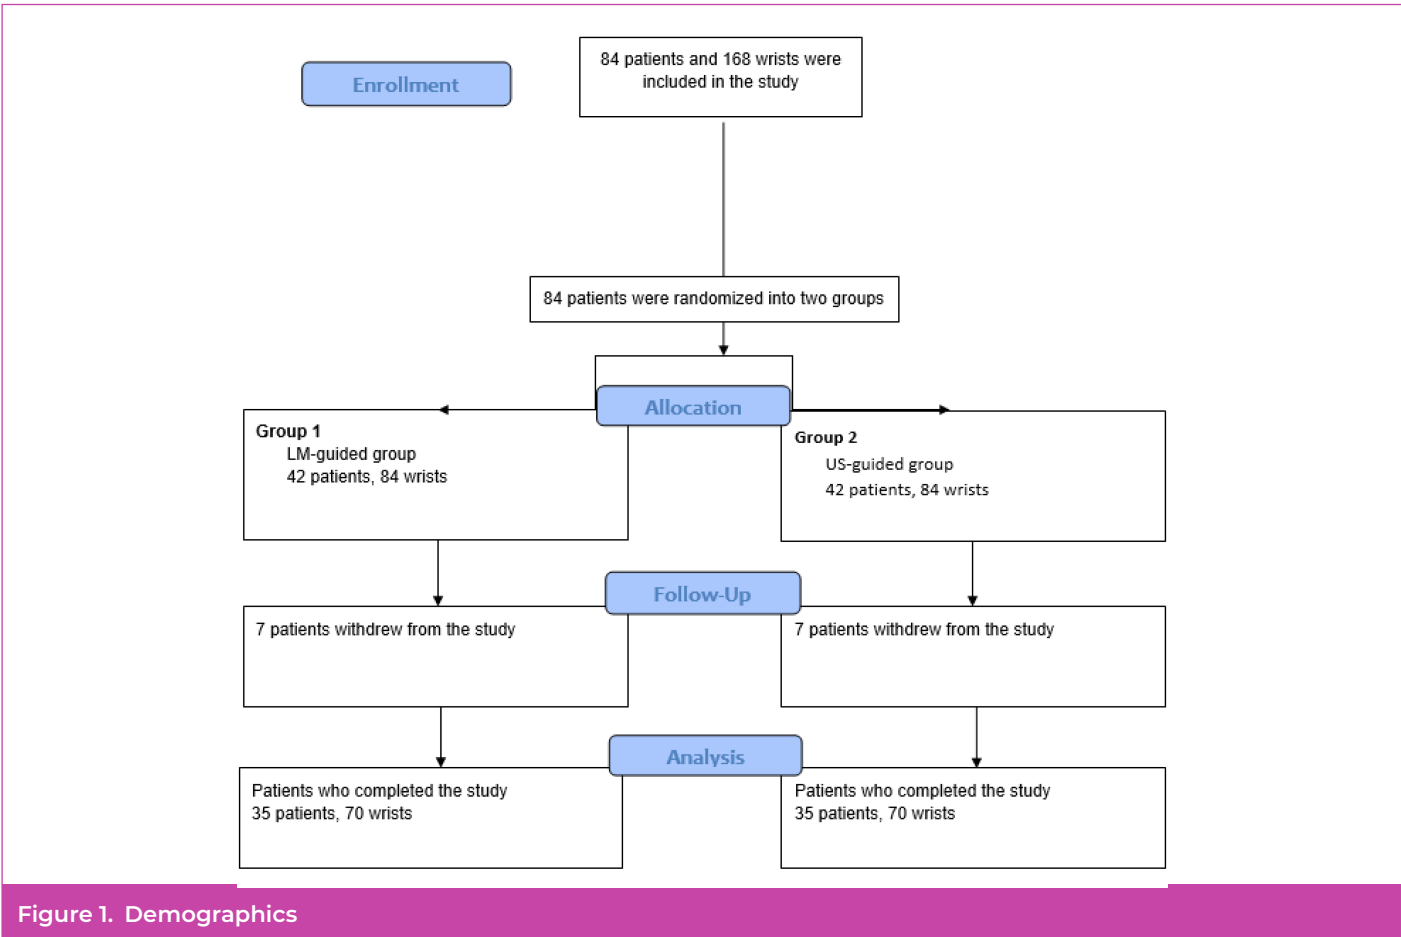 Enrollment
84 patients and 168 wrists were
included in the study
84 patients were randomized into two groups
Allocation
Group 1
LM-guided group
42 patients, 84 wrists
Group 2
US-guided group
42 patients, 84 wrists
Follow-Up
7 patients withdrew from the study
7 patients withdrew from the study
Analysis
Patients who completed the study
35 patients, 70 wrists
Patients who completed the study
35 patients, 70 wrists
Figure 1. Demographics